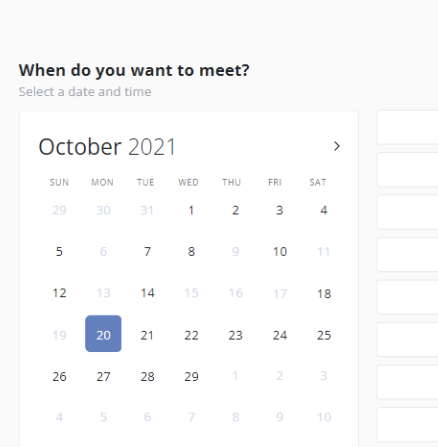 When do you want to meet?
Select a date and time
October 2021
SUN MON TUE WED THU FRI SAT
29 30 31 1 2 3 4
5 6 7 8 9 10 11
12 13 14 15 16 17 18
19 20 21 22 23 24 25
26 27 28 29 1 2 3
4 5 6 7 8 9 10